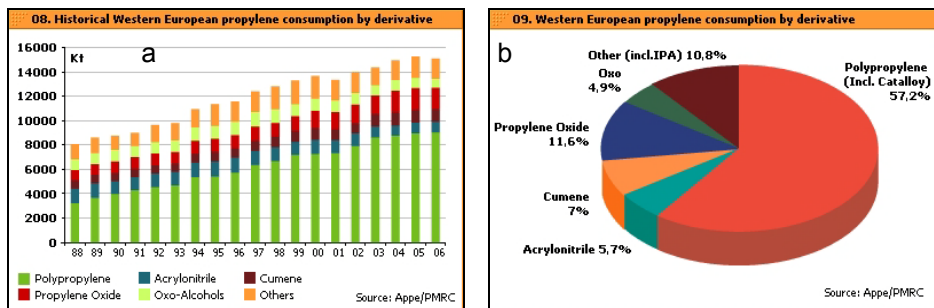 08. Historical Western European propylene consumption by derivative
16000
Kt
a
14000
12000
10000
8000
6000
4000
2000
0
88 89 90 91 92 93 94 95 96 97 98 99 00 01 02 03 04 05 06
Polypropylene Acrylonitrile Cumene
Propylene Oxide Oxo-Alcohols Others
Source: Appe/PMRC
09. Western European propylene consumption by derivative
b
Other (incl.IPA) 10,8%
Oxo
4,9%
Polypropylene
(Incl. Catalloy)
57,2%
Propylene Oxide
11,6%
Cumene
7%
Acrylonitrile 5,7%
Source: Appe/PMRC